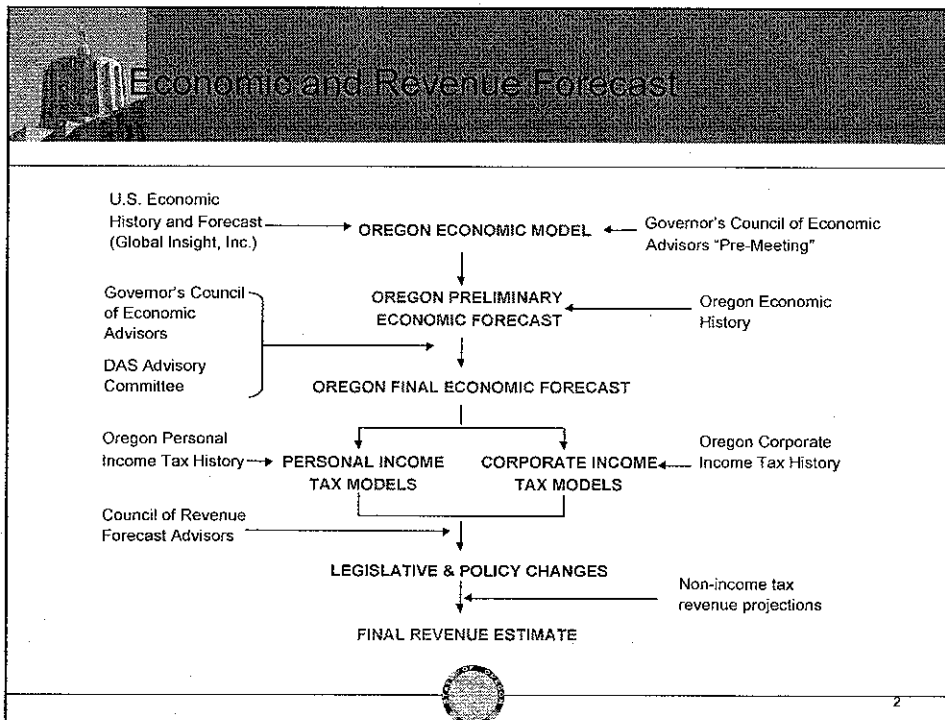 Economic and Revenue Forecast
U.S. Economic
History and Forecast
(Global Insight, Inc.)
OREGON ECONOMIC MODEL
Governor's Council of Economic
Advisors "Pre-Meeting"
Governor's Council
of Economic
Advisors
DAS Advisory
Committee
OREGON PRELIMINARY
ECONOMIC FORECAST
Oregon Economic
History
OREGON FINAL ECONOMIC FORECAST
Oregon Personal
Income Tax History
PERSONAL INCOME
TAX MODELS
CORPORATE INCOME
TAX MODELS
Oregon Corporate
Income Tax History
Council of Revenue
Forecast Advisors
LEGISLATIVE & POLICY CHANGES
Non-income tax
revenue projections
FINAL REVENUE ESTIMATE
2